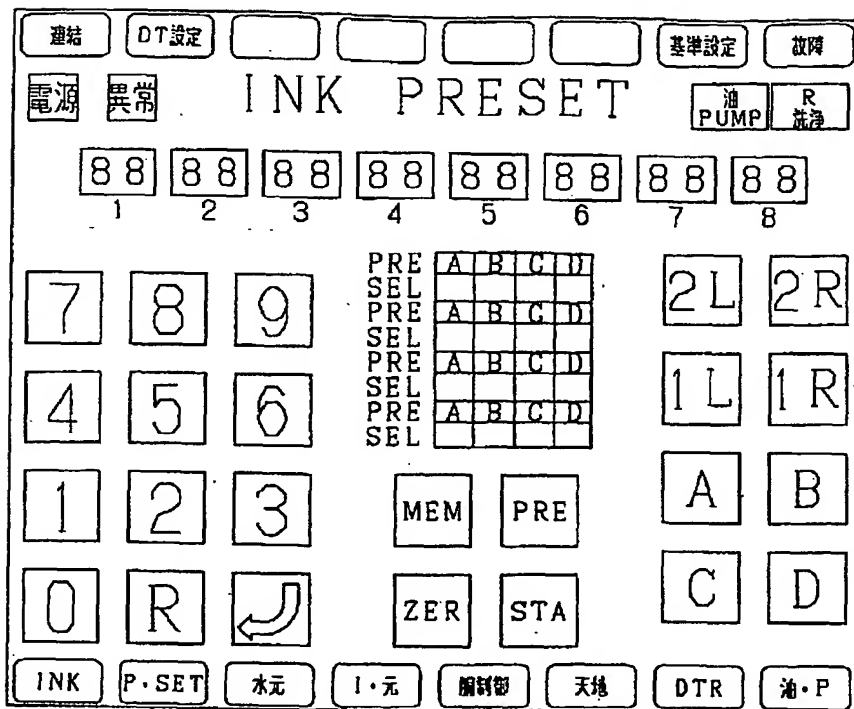 連結 DT設定 基準設定 故障
電源 異常 INK PRESET 油 PUMP R 洗浄
88 88 88 88 88 88 88 88
1 2 3 4 5 6 7 8
PRE A B C D
SEL
PRE A B C D
SEL
PRE A B C D
SEL
PRE A B C D
SEL
7 8 9
4 5 6
1 2 3
0 R
MEM PRE
ZER STA
2L 2R
1L 1R
A B
C D
INK P・SET 水元 I・元 胴制御 天地 DTR 油・P